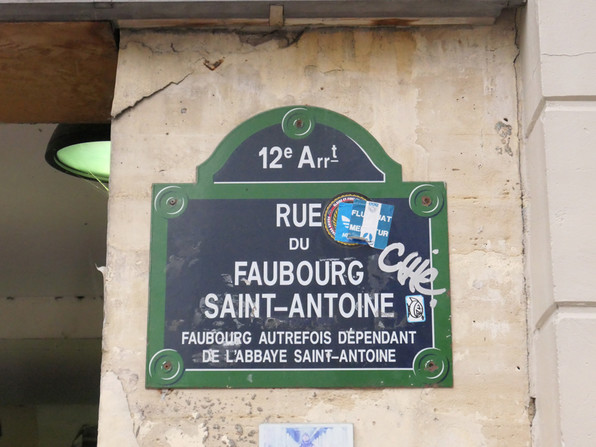 12e Arrt
RUE
DU
FAUBOURG
SAINT-ANTOINE
FAUBOURG AUTREFOIS DÉPENDANT
DE L'ABBAYE SAINT-ANTOINE